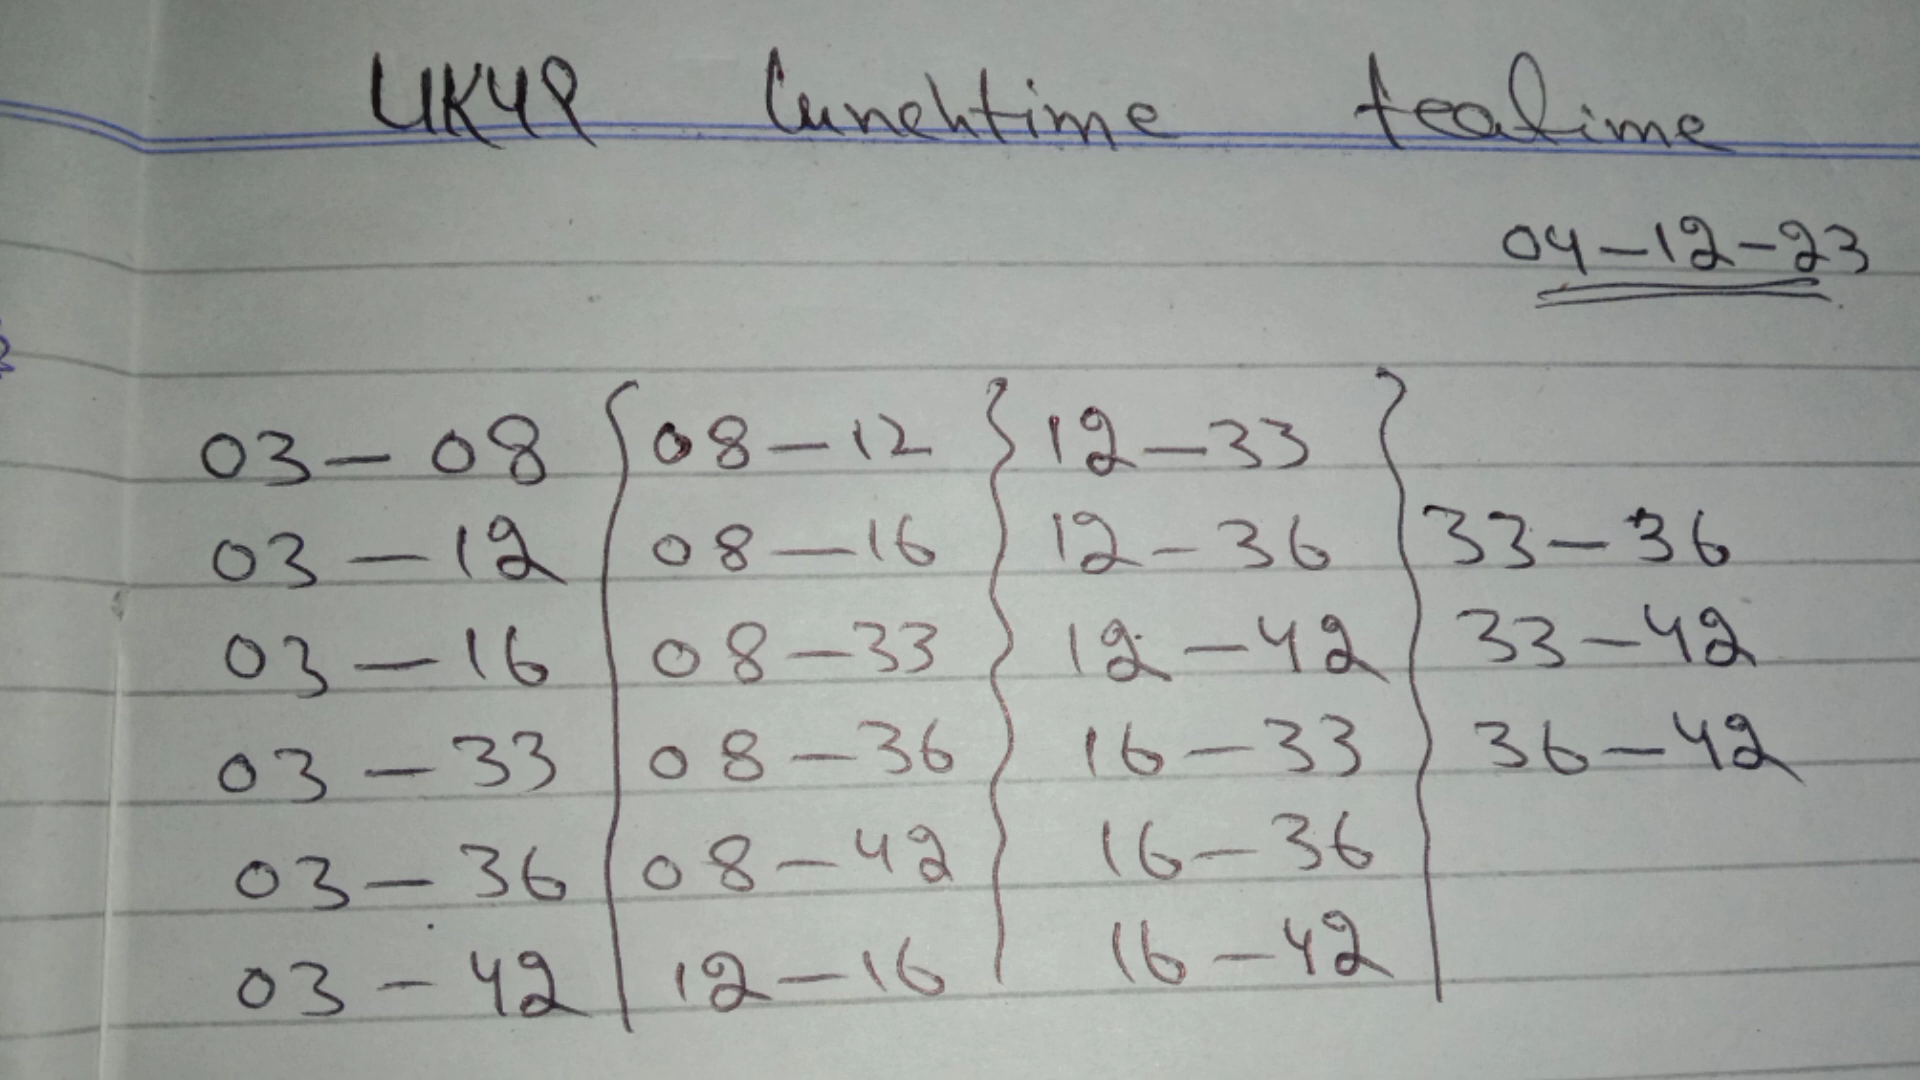 UK49 Lunchtime teatime
04-12-23
03-08 08-12 12-33
03-12 08-16 12-36 33-36
03-16 08-33 12-42 33-42
03-33 08-36 16-33 36-42
03-36 08-42 16-36
03-42 12-16 16-42